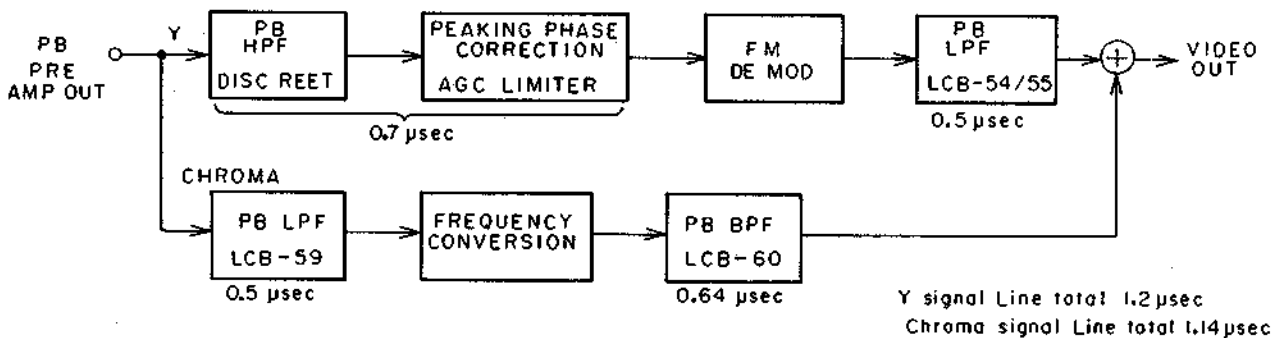 PB
PRE
AMP OUT
Y
PB
HPF
DISC REET
PEAKING PHASE
CORRECTION
AGC LIMITER
0.7 µsec
FM
DE MOD
PB
LPF
LCB-54/55
0.5 µsec
+
VIDEO
OUT
CHROMA
PB LPF
LCB-59
0.5 µsec
FREQUENCY
CONVERSION
PB BPF
LCB-60
0.64 µsec
Y signal Line total 1.2 µsec
Chroma signal Line total 1.14 µsec